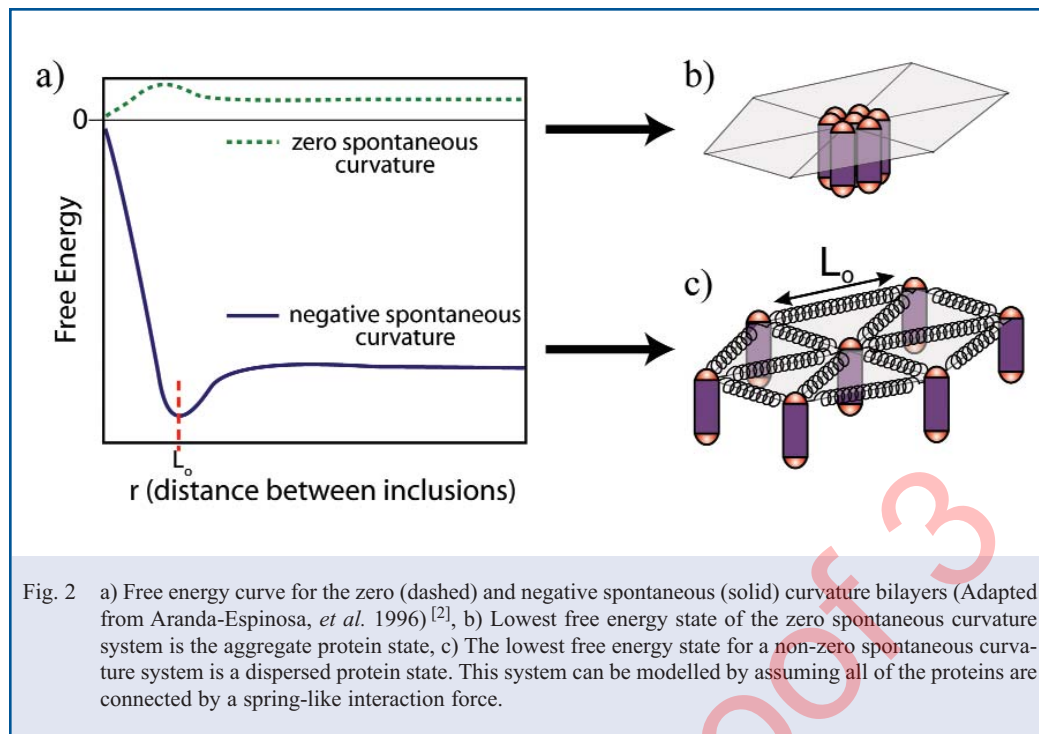 a)
0
zero spontaneous
curvature
negative spontaneous
curvature
Free Energy
Lo
r (distance between inclusions)
b)
c)
Lo
Fig. 2 a) Free energy curve for the zero (dashed) and negative spontaneous (solid) curvature bilayers (Adapted
from Aranda-Espinosa, et al. 1996) [2], b) Lowest free energy state of the zero spontaneous curvature
system is the aggregate protein state, c) The lowest free energy state for a non-zero spontaneous curva-
ture system is a dispersed protein state. This system can be modelled by assuming all of the proteins are
connected by a spring-like interaction force.
oof 3